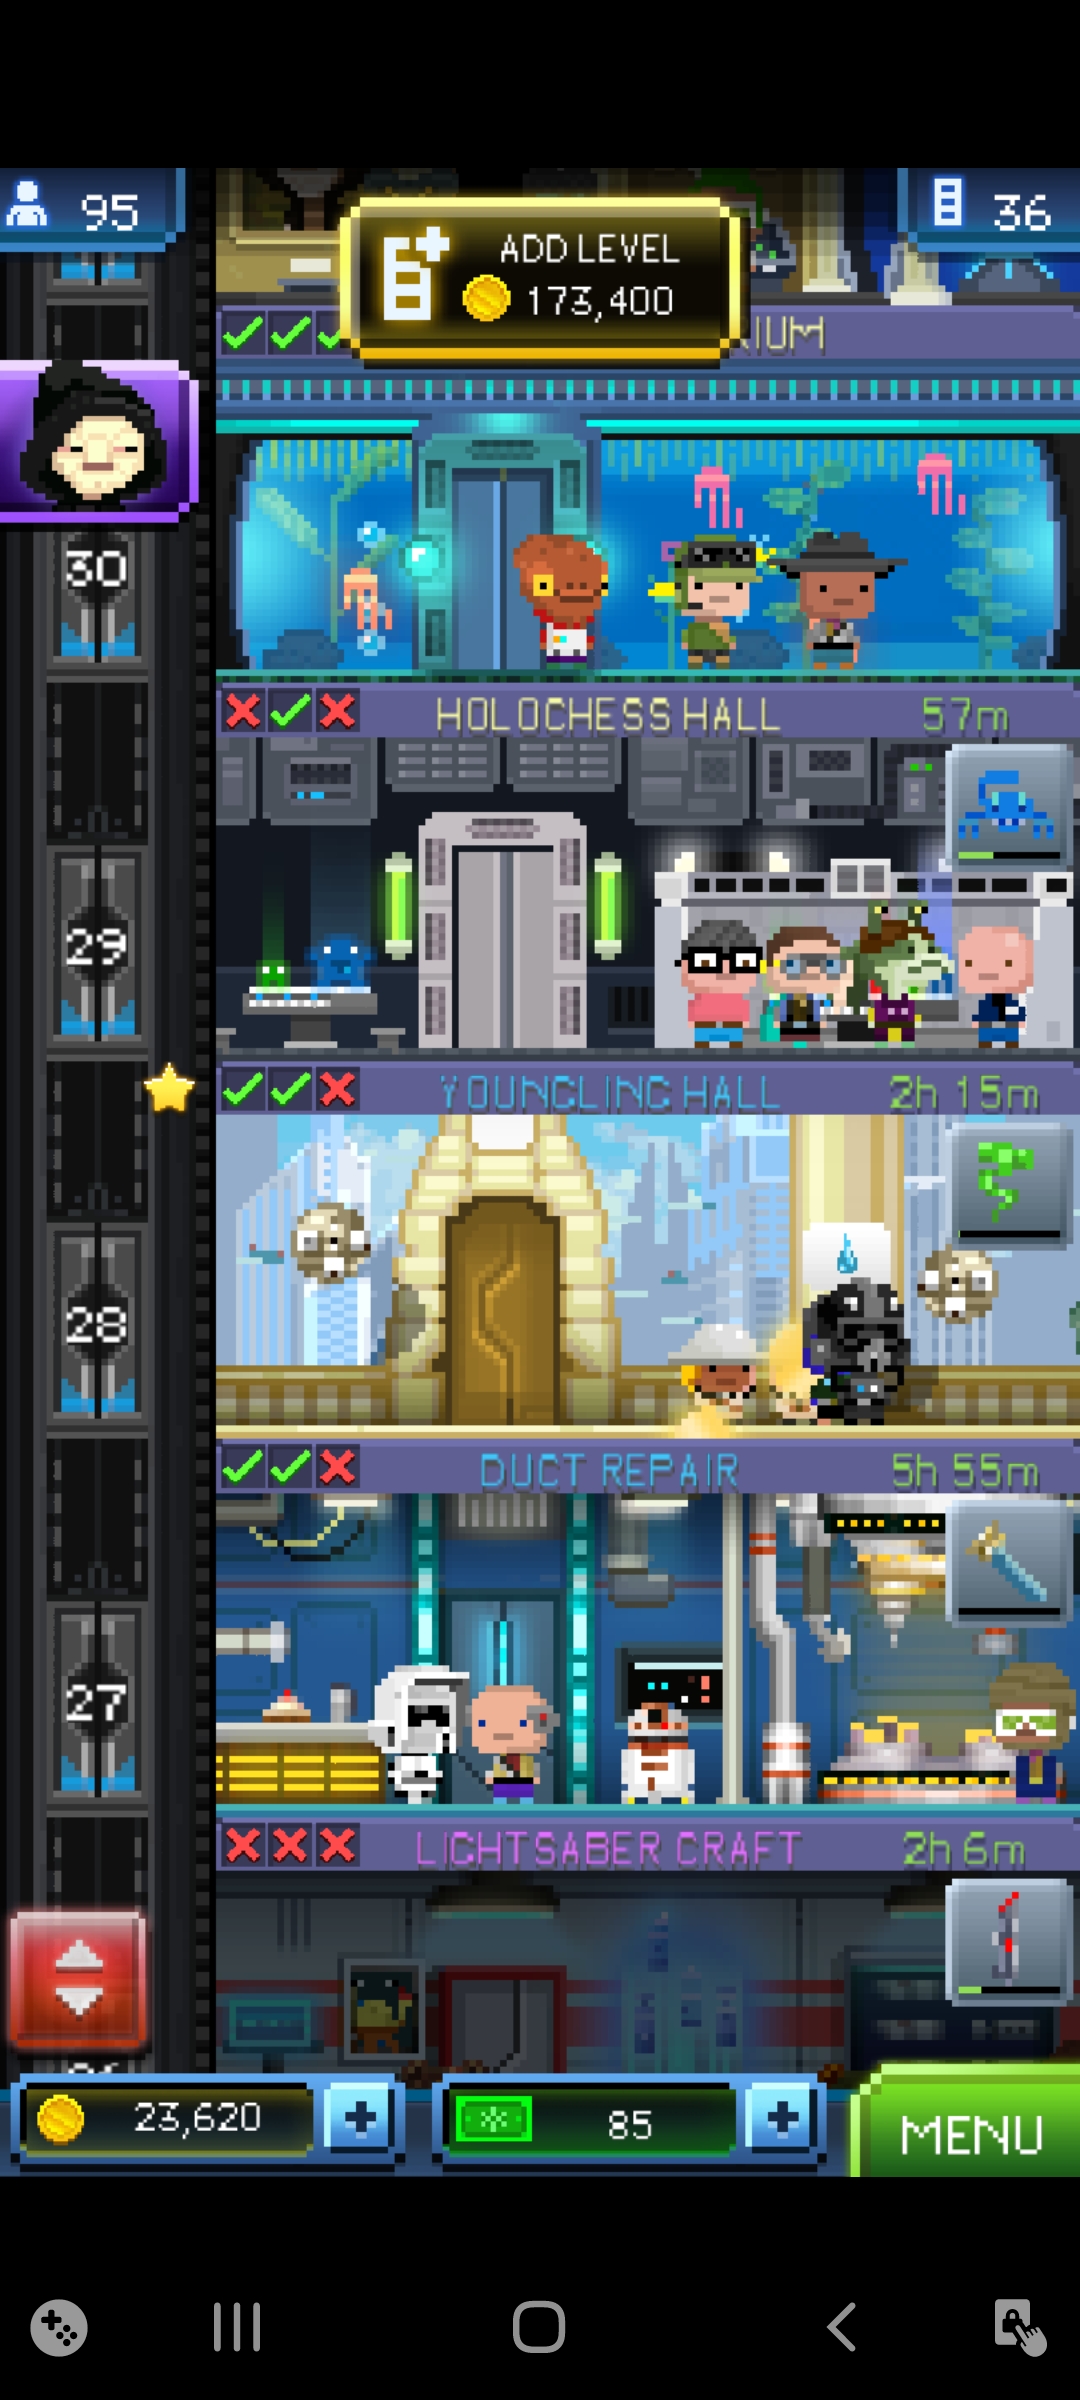 95
36
ADD LEVEL
173,400
30
HOLOCHESS HALL 57m
29
YOUNGLING HALL 2h 15m
28
DUCT REPAIR 5h 55m
27
LIGHTSABER CRAFT 2h 6m
23,620
85
MENU